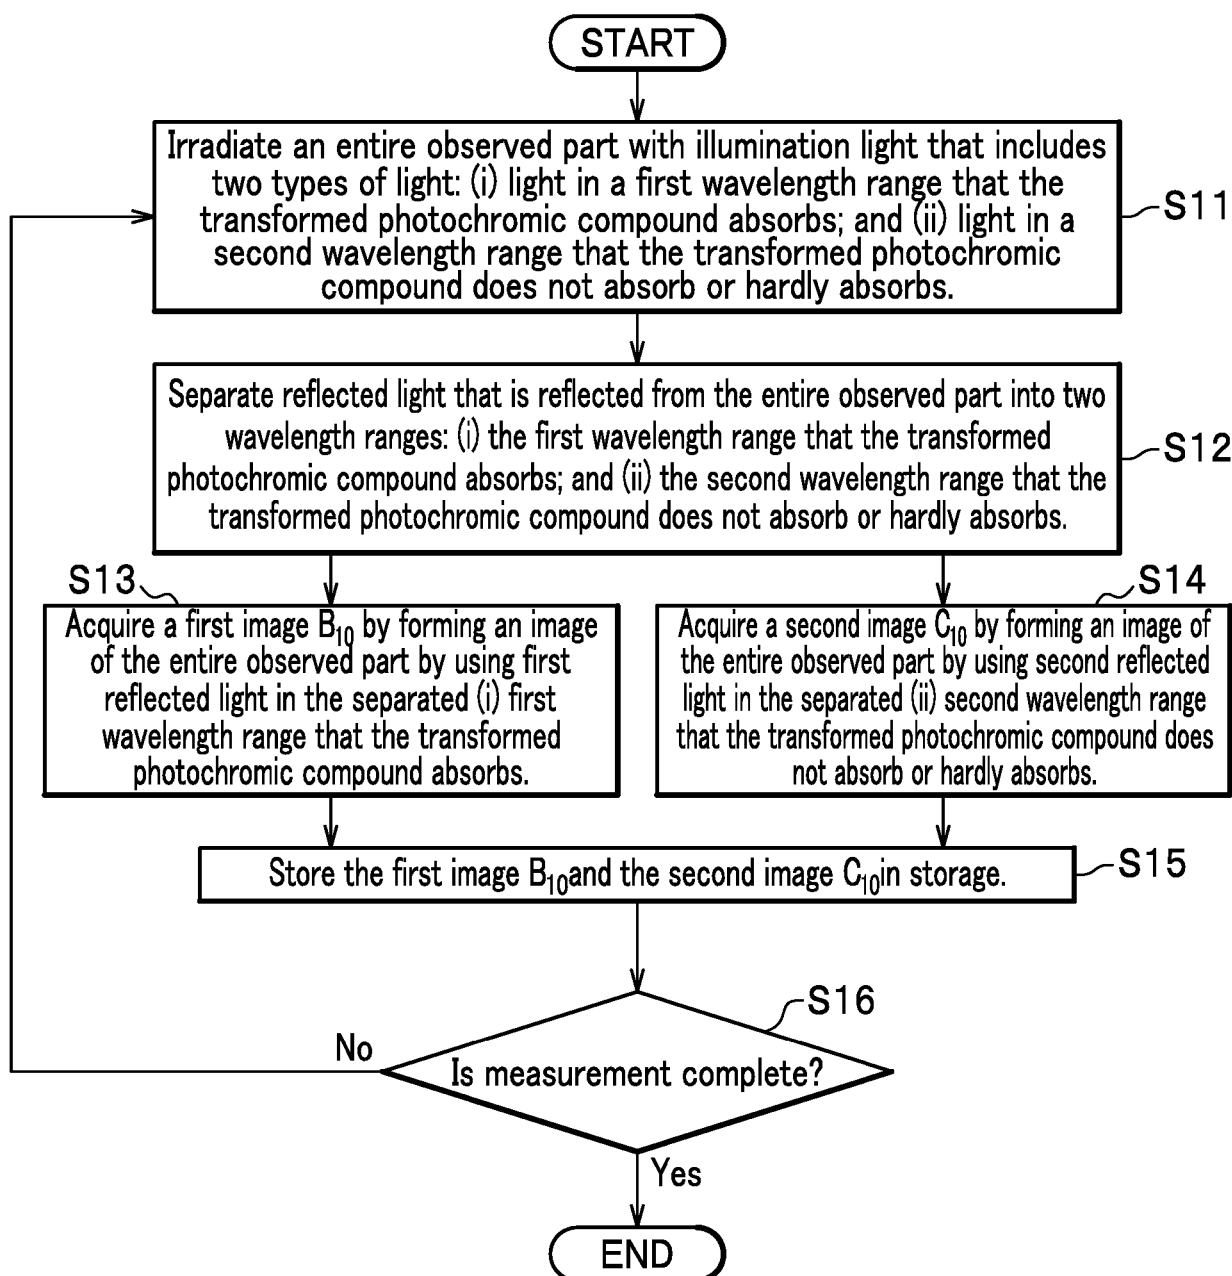 START
Irradiate an entire observed part with illumination light that includes
two types of light: (i) light in a first wavelength range that the
transformed photochromic compound absorbs; and (ii) light in a
second wavelength range that the transformed photochromic
compound does not absorb or hardly absorbs.
S11
Separate reflected light that is reflected from the entire observed part into two
wavelength ranges: (i) the first wavelength range that the transformed
photochromic compound absorbs; and (ii) the second wavelength range that the
transformed photochromic compound does not absorb or hardly absorbs.
S12
S13
Acquire a first image B₁₀ by forming an image
of the entire observed part by using first
reflected light in the separated (i) first
wavelength range that the transformed
photochromic compound absorbs.
S14
Acquire a second image C₁₀ by forming an image of
the entire observed part by using second reflected
light in the separated (ii) second wavelength range
that the transformed photochromic compound does
not absorb or hardly absorbs.
Store the first image B₁₀ and the second image C₁₀ in storage.
S15
S16
Is measurement complete?
No
Yes
END